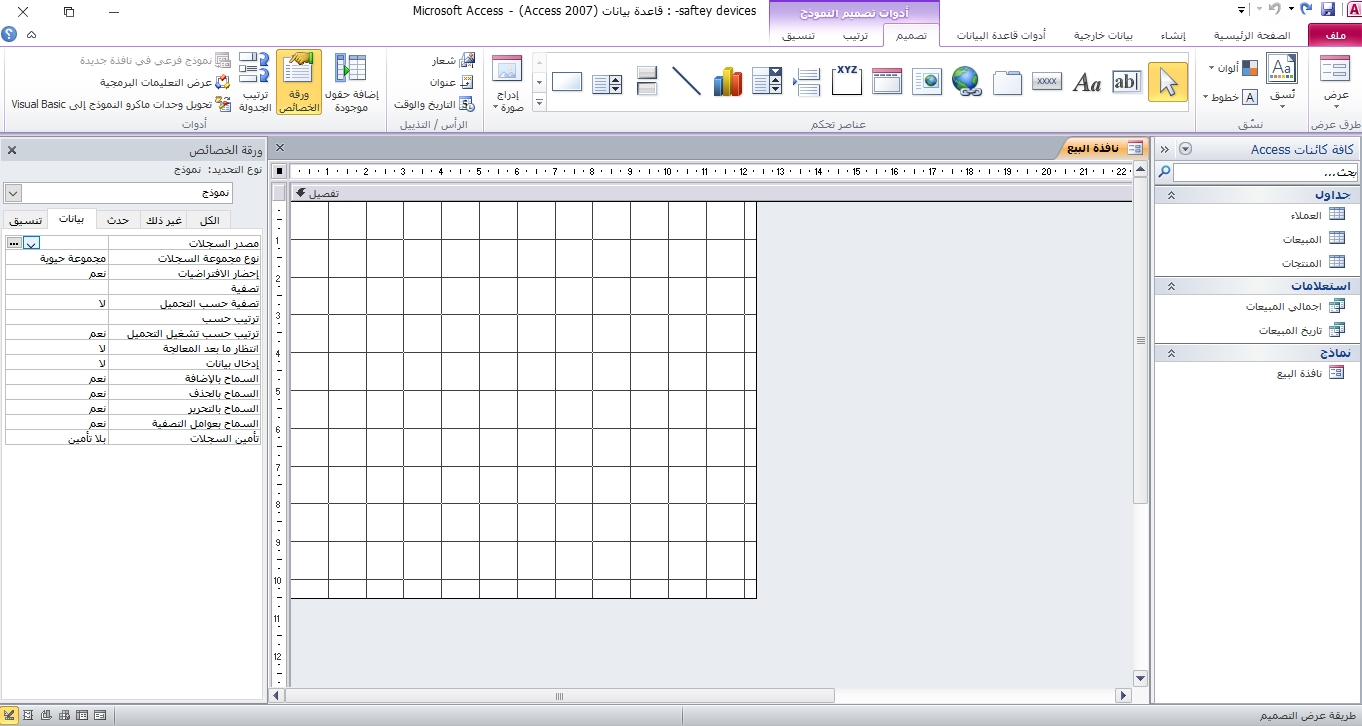 saftey devices- : قاعدة بيانات (Access 2007) - Microsoft Access
أدوات تصميم النموذج
ملف
الصفحة الرئيسية
إنشاء
بيانات خارجية
أدوات قاعدة البيانات
تصميم
ترتيب
تنسيق
عرض
طرق عرض
ألوان
خطوط
نُسق
نسّق
Aa
A
ab
Aa
xxxx
XYZ
عناصر تحكم
إدراج صورة
شعار
عنوان
التاريخ والوقت
الرأس / التذييل
إضافة حقول موجودة
ورقة الخصائص
ترتيب الجدولة
نموذج فرعي في نافذة جديدة
عرض التعليمات البرمجية
تحويل وحدات ماكرو النموذج إلى Visual Basic
أدوات
كافة كائنات Access
بحث...
جداول
العملاء
المبيعات
المنتجات
استعلامات
اجمالي المبيعات
تاريخ المبيعات
نماذج
نافذة البيع
نافذة البيع
1 2 3 4 5 6 7 8 9 10 11 12 13 14 15 16 17 18 19 20 21 22
تفصيل
1
2
3
4
5
6
7
8
9
10
11
12
ورقة الخصائص
نوع التحديد: نموذج
نموذج
الكل
غير ذلك
حدث
بيانات
تنسيق
مصدر السجلات
نوع مجموعة السجلات مجموعة حيوية
إحضار الافتراضيات نعم
تصفية
تصفية حسب التحميل لا
ترتيب حسب
ترتيب حسب تشغيل التحميل نعم
انتظار ما بعد المعالجة لا
إدخال بيانات لا
السماح بالإضافة نعم
السماح بالحذف نعم
السماح بالتحرير نعم
السماح بعوامل التصفية نعم
تأمين السجلات بلا تأمين
طريقة عرض التصميم